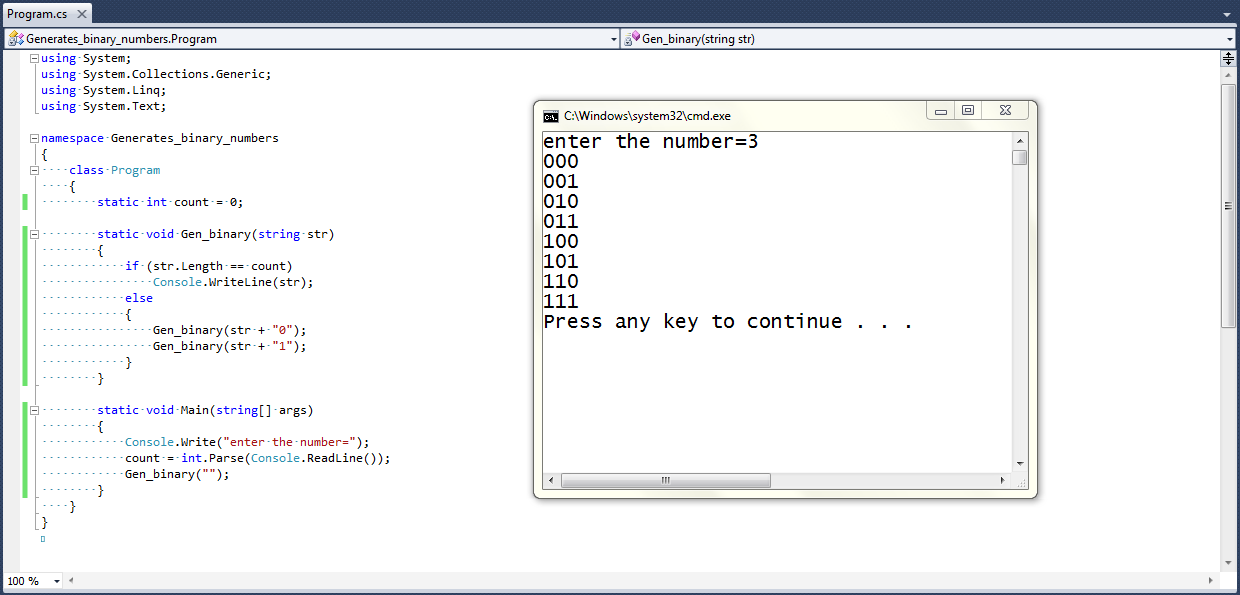 Program.cs
Generates_binary_numbers.Program
Gen_binary(string str)
using System;
using System.Collections.Generic;
using System.Linq;
using System.Text;
namespace Generates_binary_numbers
{
class Program
{
static int count = 0;
static void Gen_binary(string str)
{
if (str.Length == count)
Console.WriteLine(str);
else
{
Gen_binary(str + "0");
Gen_binary(str + "1");
}
}
static void Main(string[] args)
{
Console.Write("enter the number=");
count = int.Parse(Console.ReadLine());
Gen_binary("");
}
}
}
100 %
C:\Windows\system32\cmd.exe
enter the number=3
000
001
010
011
100
101
110
111
Press any key to continue . . .